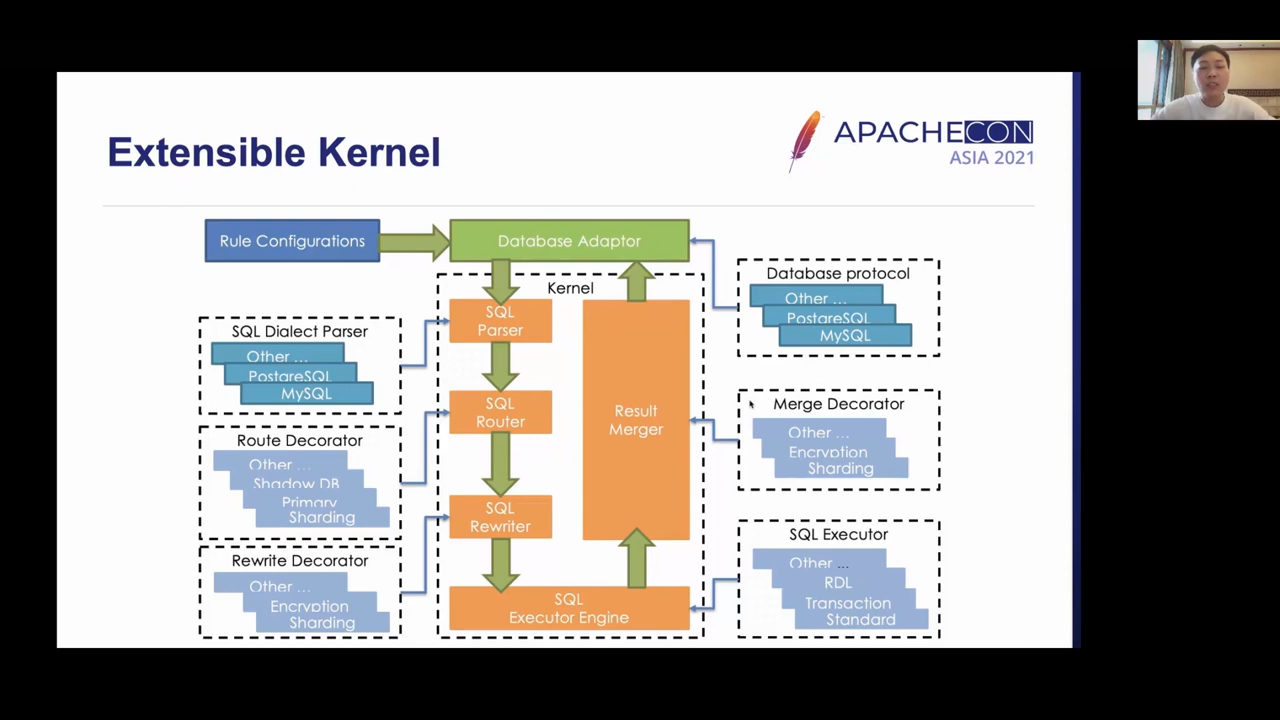 Extensible Kernel
APACHECON
ASIA 2021
Rule Configurations
Database Adaptor
Kernel
SQL
Parser
SQL
Router
SQL
Rewriter
SQL
Executor Engine
Result
Merger
SQL Dialect Parser
Other ...
PostgreSQL
MySQL
Route Decorator
Other ...
Shadow DB
Primary
Sharding
Rewrite Decorator
Other ...
Encryption
Sharding
Database protocol
Other ...
PostgreSQL
MySQL
Merge Decorator
Other ...
Encryption
Sharding
SQL Executor
Other ...
RDL
Transaction
Standard